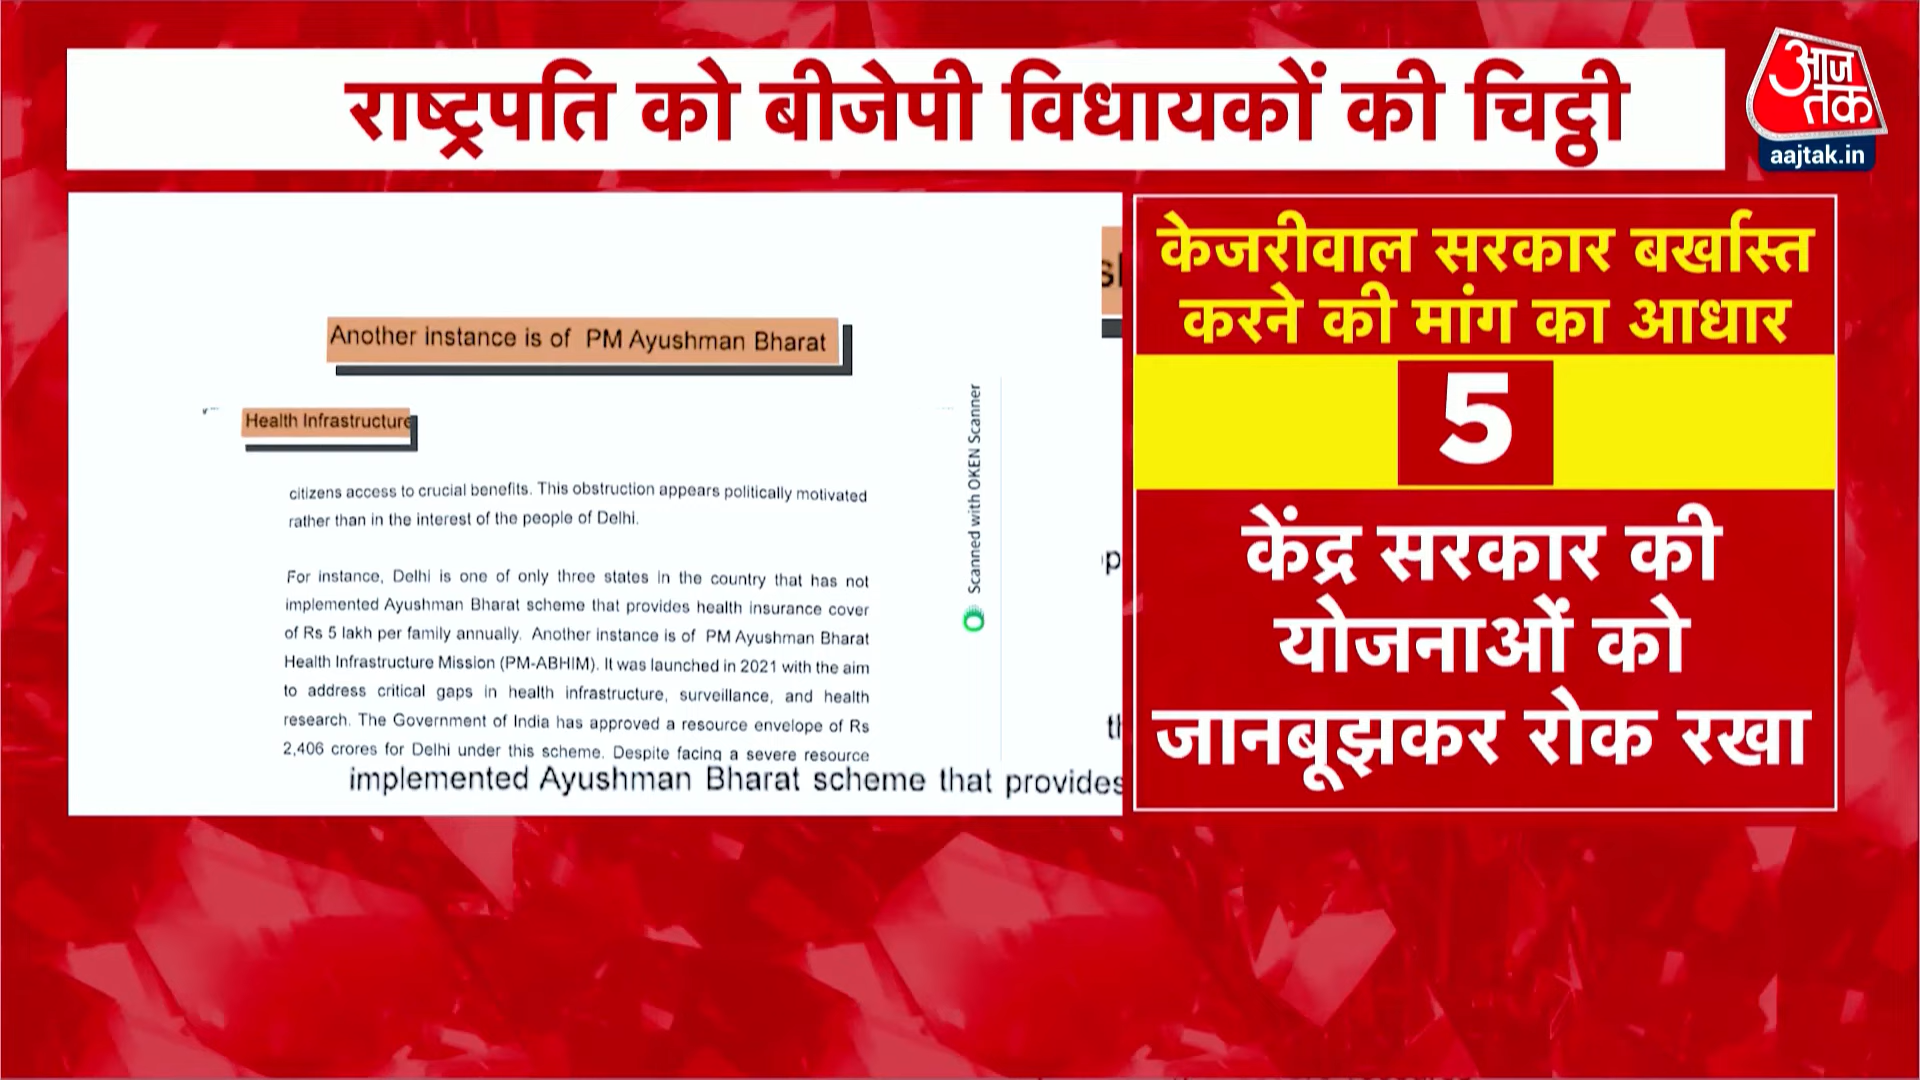 राष्ट्रपति को बीजेपी विधायकों की चिट्ठी
आज
तक
aajtak.in
Another instance is of PM Ayushman Bharat
Health Infrastructure
citizens access to crucial benefits. This obstruction appears politically motivated
rather than in the interest of the people of Delhi.
For instance, Delhi is one of only three states in the country that has not
implemented Ayushman Bharat scheme that provides health insurance cover
of Rs 5 lakh per family annually. Another instance is of PM Ayushman Bharat
Health Infrastructure Mission (PM-ABHIM). It was launched in 2021 with the aim
to address critical gaps in health infrastructure, surveillance, and health
research. The Government of India has approved a resource envelope of Rs
2,406 crores for Delhi under this scheme. Despite facing a severe resource
implemented Ayushman Bharat scheme that provides
Scanned with OKEN Scanner
केजरीवाल सरकार बर्खास्त
करने की मांग का आधार
5
केंद्र सरकार की
योजनाओं को
जानबूझकर रोक रखा